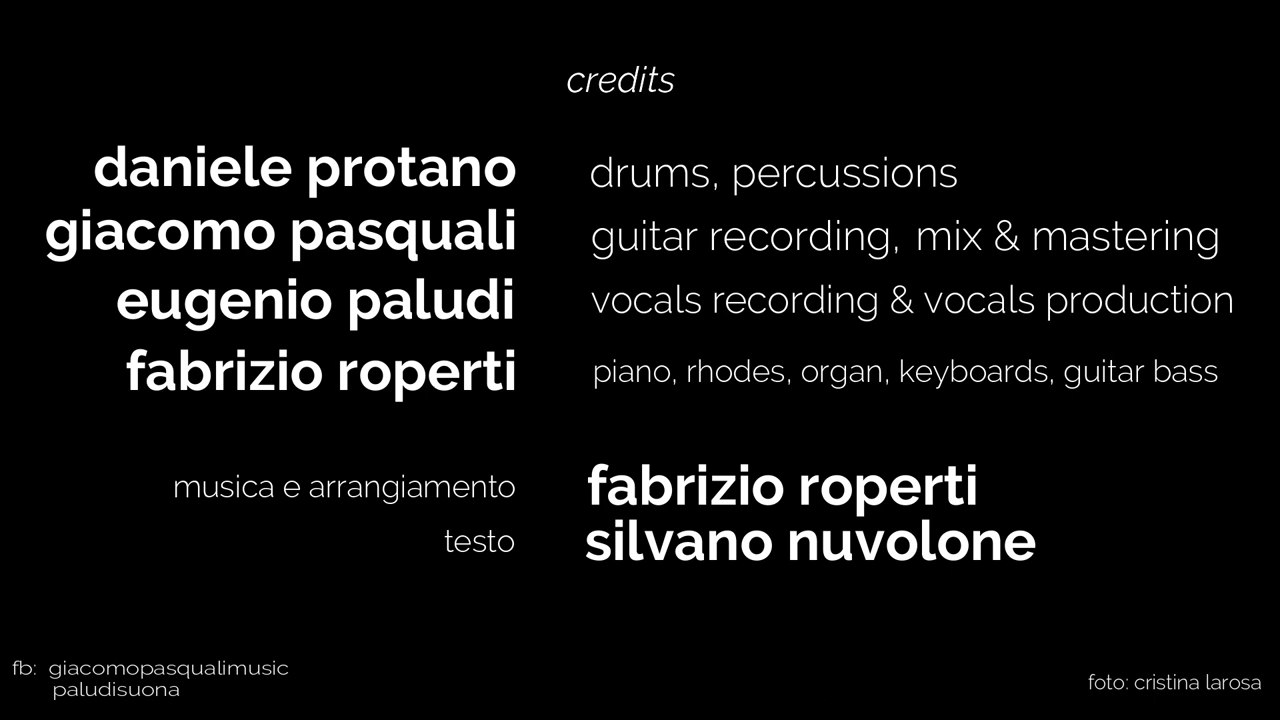 credits
daniele protano drums, percussions
giacomo pasquali guitar recording, mix & mastering
eugenio paludi vocals recording & vocals production
fabrizio roperti piano, rhodes, organ, keyboards, guitar bass
musica e arrangiamento fabrizio roperti
testo silvano nuvolone
fb: giacomopasqualimusic
paludisuona
foto: cristina larosa